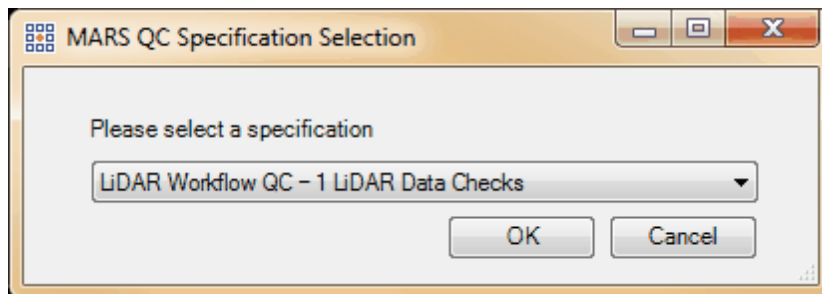 MARS QC Specification Selection
Please select a specification
LiDAR Workflow QC – 1 LiDAR Data Checks
OK Cancel